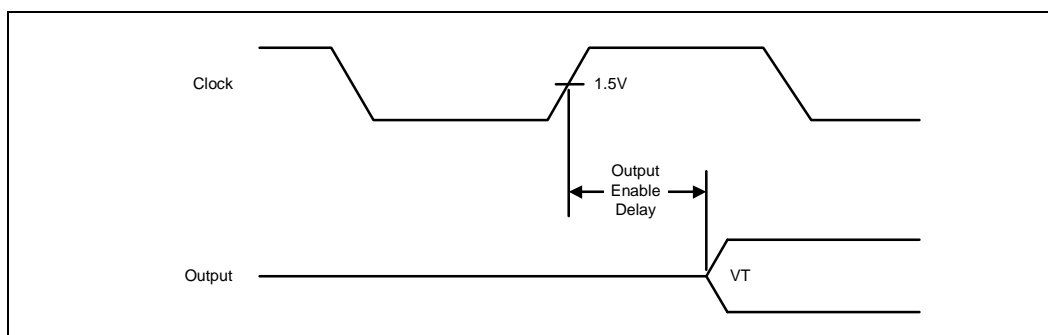 Clock
1.5V
Output
Enable
Delay
Output
VT